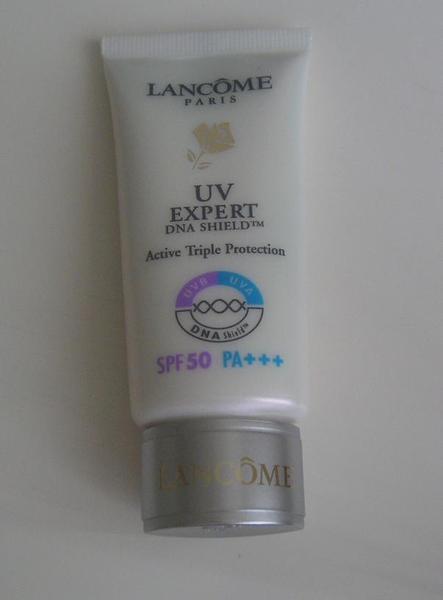 LANCÔME
PARIS
UV
EXPERT
DNA SHIELD™
Active Triple Protection
UVB UVA
DNA Shield™
SPF50 PA+++
LANCÔME